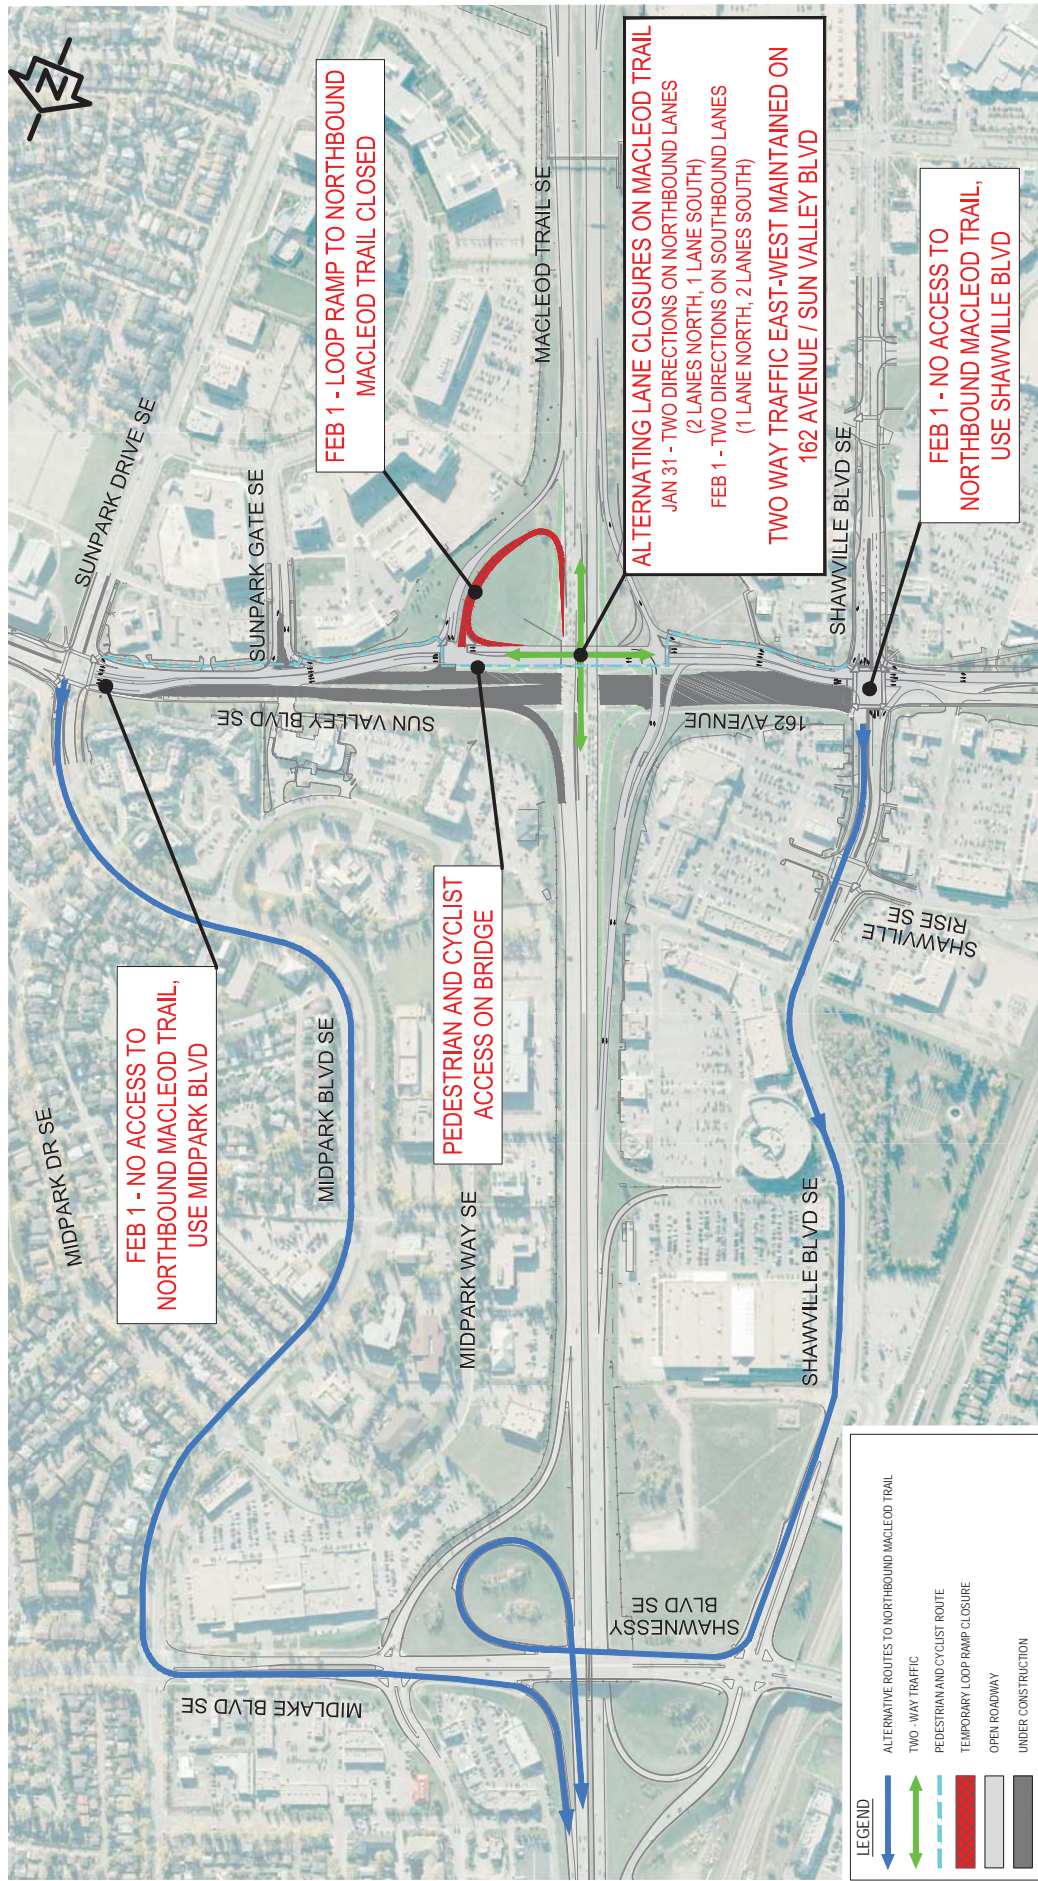 N
SUNPARK DRIVE SE
SUNPARK GATE SE
FEB 1 - LOOP RAMP TO NORTHBOUND
MACLEOD TRAIL CLOSED
MACLEOD TRAIL SE
ALTERNATING LANE CLOSURES ON MACLEOD TRAIL
JAN 31 - TWO DIRECTIONS ON NORTHBOUND LANES
(2 LANES NORTH, 1 LANE SOUTH)
FEB 1 - TWO DIRECTIONS ON SOUTHBOUND LANES
(1 LANE NORTH, 2 LANES SOUTH)
TWO WAY TRAFFIC EAST-WEST MAINTAINED ON
162 AVENUE / SUN VALLEY BLVD
SHAWVILLE BLVD SE
FEB 1 - NO ACCESS TO
NORTHBOUND MACLEOD TRAIL,
USE SHAWVILLE BLVD
SUN VALLEY BLVD SE
162 AVENUE
MIDPARK DR SE
FEB 1 - NO ACCESS TO
NORTHBOUND MACLEOD TRAIL,
USE MIDPARK BLVD
MIDPARK BLVD SE
PEDESTRIAN AND CYCLIST
ACCESS ON BRIDGE
MIDPARK WAY SE
SHAWVILLE
RISE SE
SHAWVILLE BLVD SE
MIDLAKE BLVD SE
SHAWNESSY
BLVD SE
LEGEND
ALTERNATIVE ROUTES TO NORTHBOUND MACLEOD TRAIL
TWO - WAY TRAFFIC
PEDESTRIAN AND CYCLIST ROUTE
TEMPORARY LOOP RAMP CLOSURE
OPEN ROADWAY
UNDER CONSTRUCTION